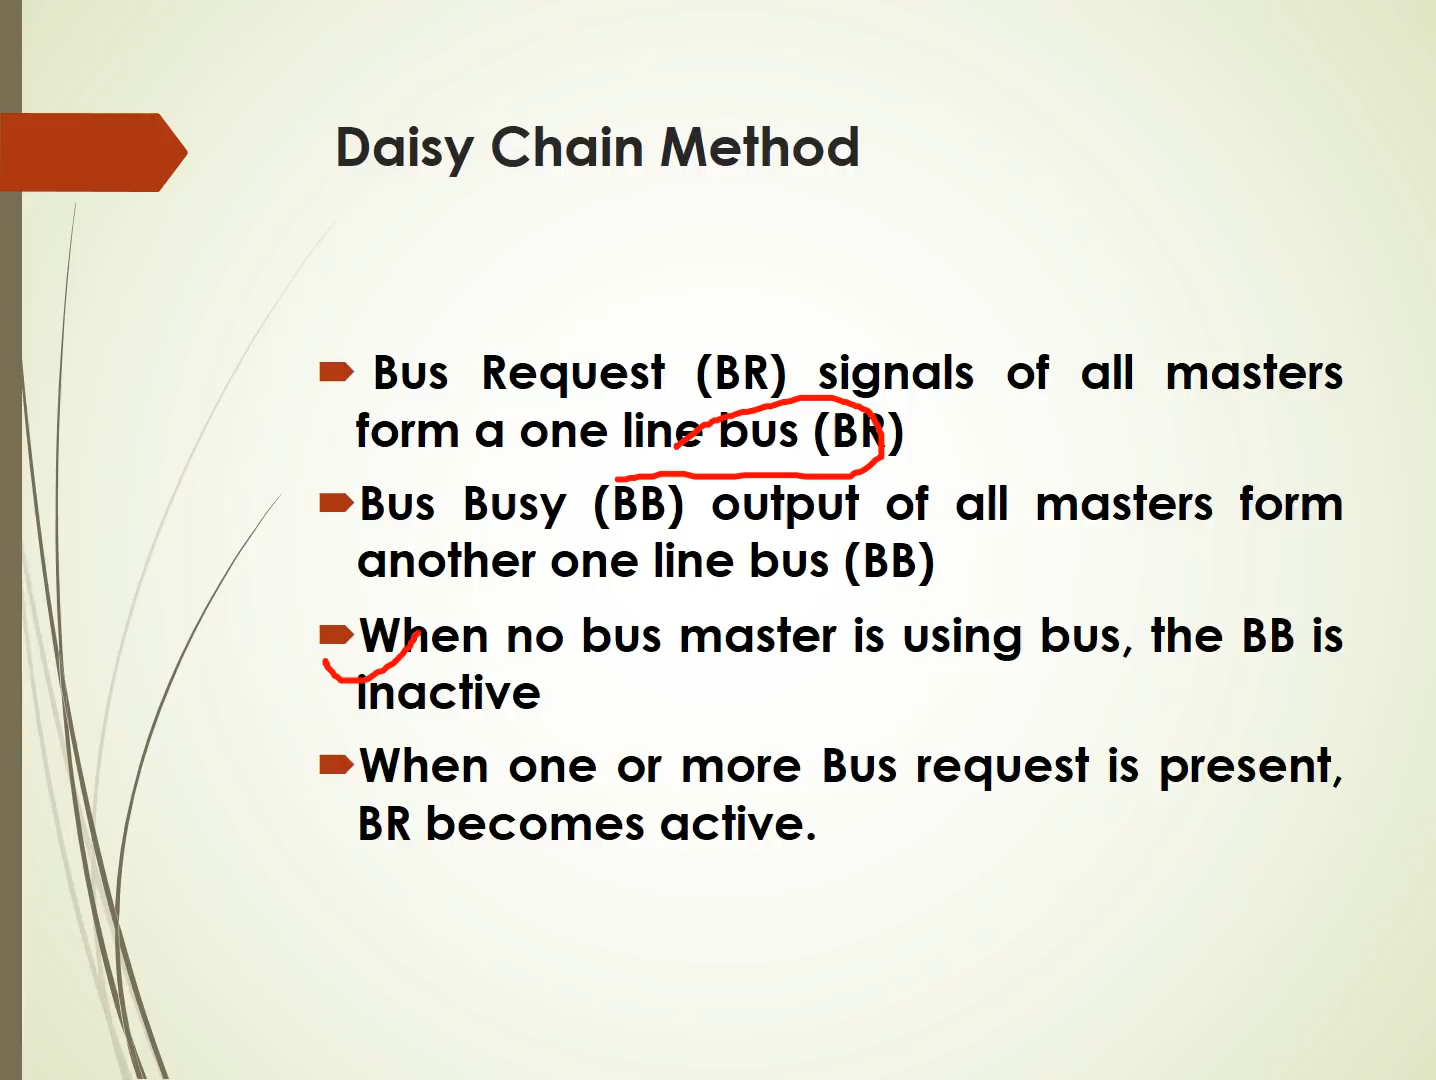 Daisy Chain Method
Bus Request (BR) signals of all masters
form a one line bus (BR)
Bus Busy (BB) output of all masters form
another one line bus (BB)
When no bus master is using bus, the BB is
inactive
When one or more Bus request is present,
BR becomes active.